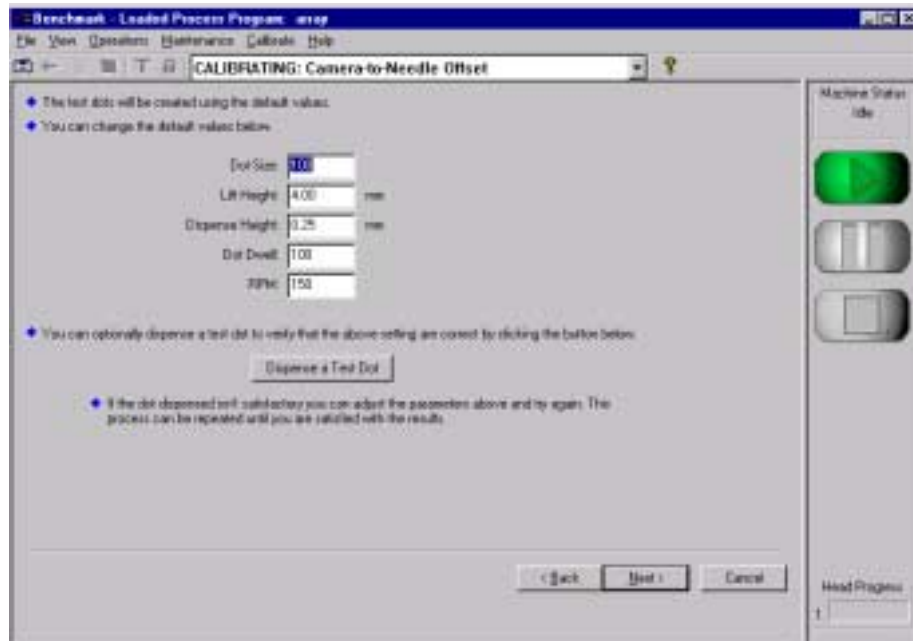 Benchmark - Loaded Process Program: array
File View Operations Maintenance Calibrate Help
CALIBRATING: Camera-to-Needle Offset
The test dots will be created using the default values.
You can change the default values below.
Dot Size:
Lift Height: 4.00 mm
Dispense Height: 0.25 mm
Dot Dwell: 100
RPM: 150
You can optionally dispense a test dot to verify that the above setting are correct by clicking the button below.
Dispense a Test Dot
If the dot dispensed isn't satisfactory you can adjust the parameters above and try again. This
process can be repeated until you are satisfied with the results.
< Back
Next >
Cancel
Machine Status
Idle
Head Progress
1